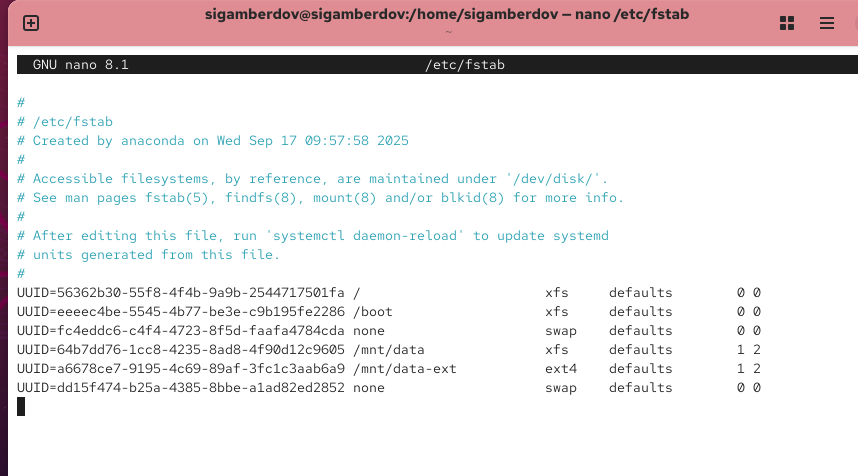 sigamberdov@sigamberdov:/home/sigamberdov — nano /etc/fstab
~
GNU nano 8.1 /etc/fstab
#
# /etc/fstab
# Created by anaconda on Wed Sep 17 09:57:58 2025
#
# Accessible filesystems, by reference, are maintained under '/dev/disk/'.
# See man pages fstab(5), findfs(8), mount(8) and/or blkid(8) for more info.
#
# After editing this file, run 'systemctl daemon-reload' to update systemd
# units generated from this file.
#
UUID=56362b30-55f8-4f4b-9a9b-2544717501fa / xfs defaults 0 0
UUID=eeeec4be-5545-4b77-be3e-c9b195fe2286 /boot xfs defaults 0 0
UUID=fc4eddc6-c4f4-4723-8f5d-faafa4784cda none swap defaults 0 0
UUID=64b7dd76-1cc8-4235-8ad8-4f90d12c9605 /mnt/data xfs defaults 1 2
UUID=a6678ce7-9195-4c69-89af-3fc1c3aab6a9 /mnt/data-ext ext4 defaults 1 2
UUID=dd15f474-b25a-4385-8bbe-a1ad82ed2852 none swap defaults 0 0